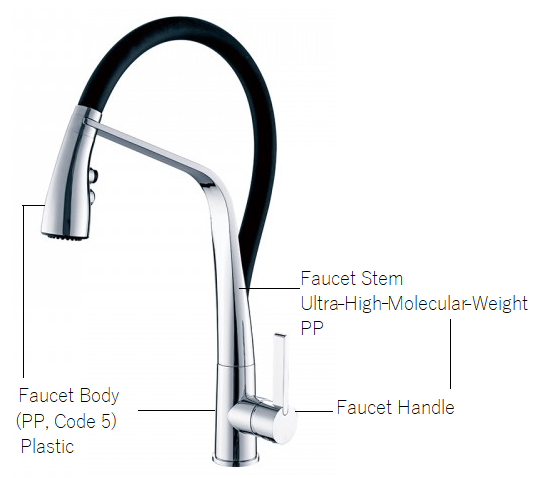 Faucet Stem
Ultra-High-Molecular-Weight
PP
Faucet Body
(PP, Code 5)
Plastic
Faucet Handle